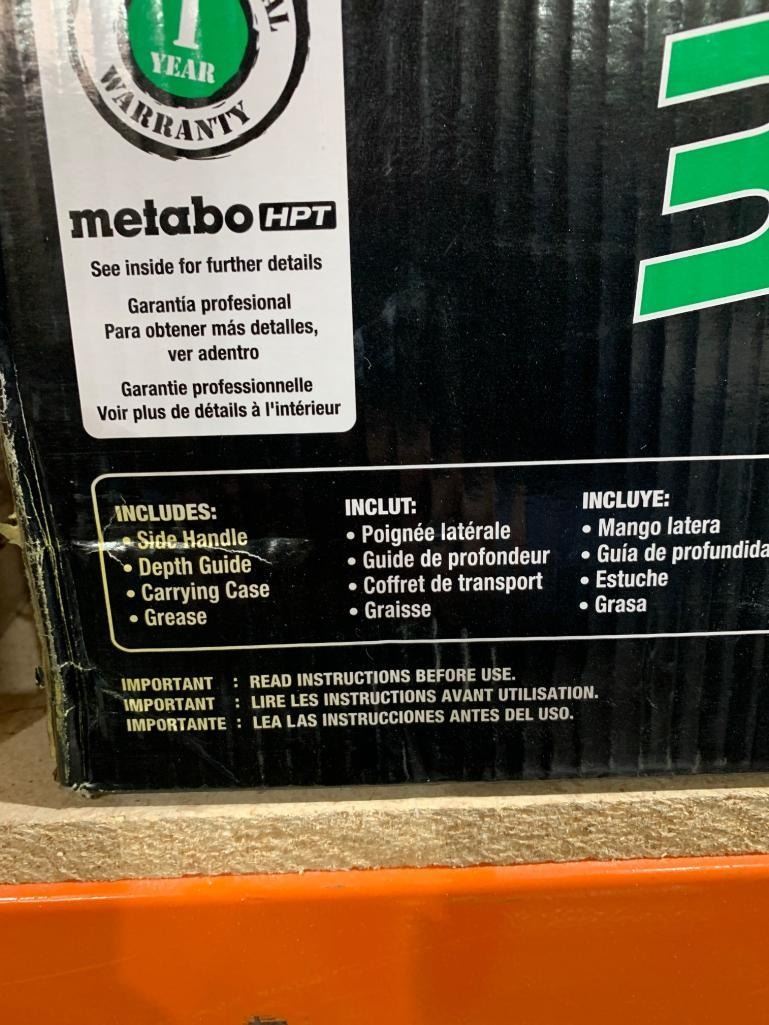 1
YEAR
WARRANTY
metabo HPT
See inside for further details
Garantía profesional
Para obtener más detalles,
ver adentro
Garantie professionnelle
Voir plus de détails à l'intérieur
INCLUDES:
• Side Handle
• Depth Guide
• Carrying Case
• Grease
INCLUT:
• Poignée latérale
• Guide de profondeur
• Coffret de transport
• Graisse
INCLUYE:
• Mango latera
• Guía de profundida
• Estuche
• Grasa
IMPORTANT : READ INSTRUCTIONS BEFORE USE.
IMPORTANT : LIRE LES INSTRUCTIONS AVANT UTILISATION.
IMPORTANTE : LEA LAS INSTRUCCIONES ANTES DEL USO.